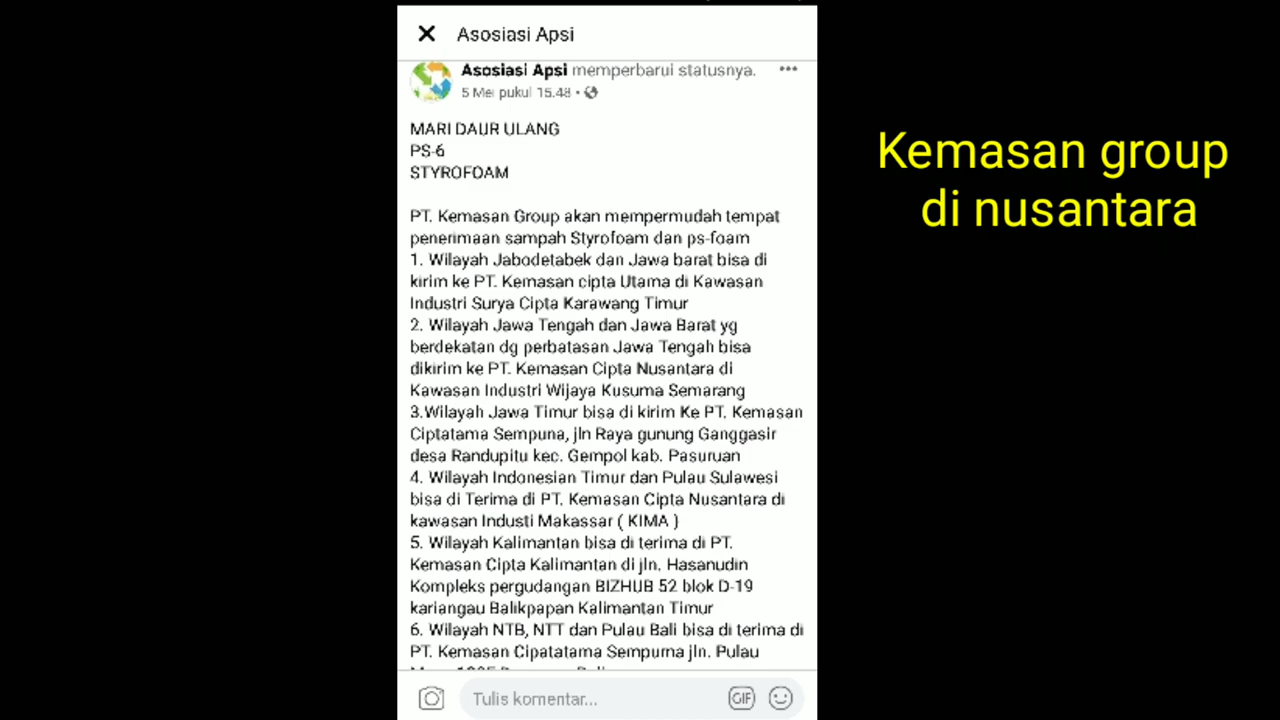 Asosiasi Apsi
Asosiasi Apsi memperbarui statusnya.
5 Mei pukul 15.48
MARI DAUR ULANG
PS-6
STYROFOAM
PT. Kemasan Group akan mempermudah tempat
penerimaan sampah Styrofoam dan ps-foam
1. Wilayah Jabodetabek dan Jawa barat bisa di
kirim ke PT. Kemasan cipta Utama di Kawasan
Industri Surya Cipta Karawang Timur
2. Wilayah Jawa Tengah dan Jawa Barat yg
berdekatan dg perbatasan Jawa Tengah bisa
dikirim ke PT. Kemasan Cipta Nusantara di
Kawasan Industri Wijaya Kusuma Semarang
3.Wilayah Jawa Timur bisa di kirim Ke PT. Kemasan
Ciptatama Sempuna, jln Raya gunung Ganggasir
desa Randupitu kec. Gempol kab. Pasuruan
4. Wilayah Indonesian Timur dan Pulau Sulawesi
bisa di Terima di PT. Kemasan Cipta Nusantara di
kawasan Industi Makassar ( KIMA )
5. Wilayah Kalimantan bisa di terima di PT.
Kemasan Cipta Kalimantan di jln. Hasanudin
Kompleks pergudangan BIZHUB 52 blok D-19
kariangau Balikpapan Kalimantan Timur
6. Wilayah NTB, NTT dan Pulau Bali bisa di terima di
PT. Kemasan Cipatatama Sempurna jln. Pulau
Tulis komentar...
GIF
Kemasan group
di nusantara